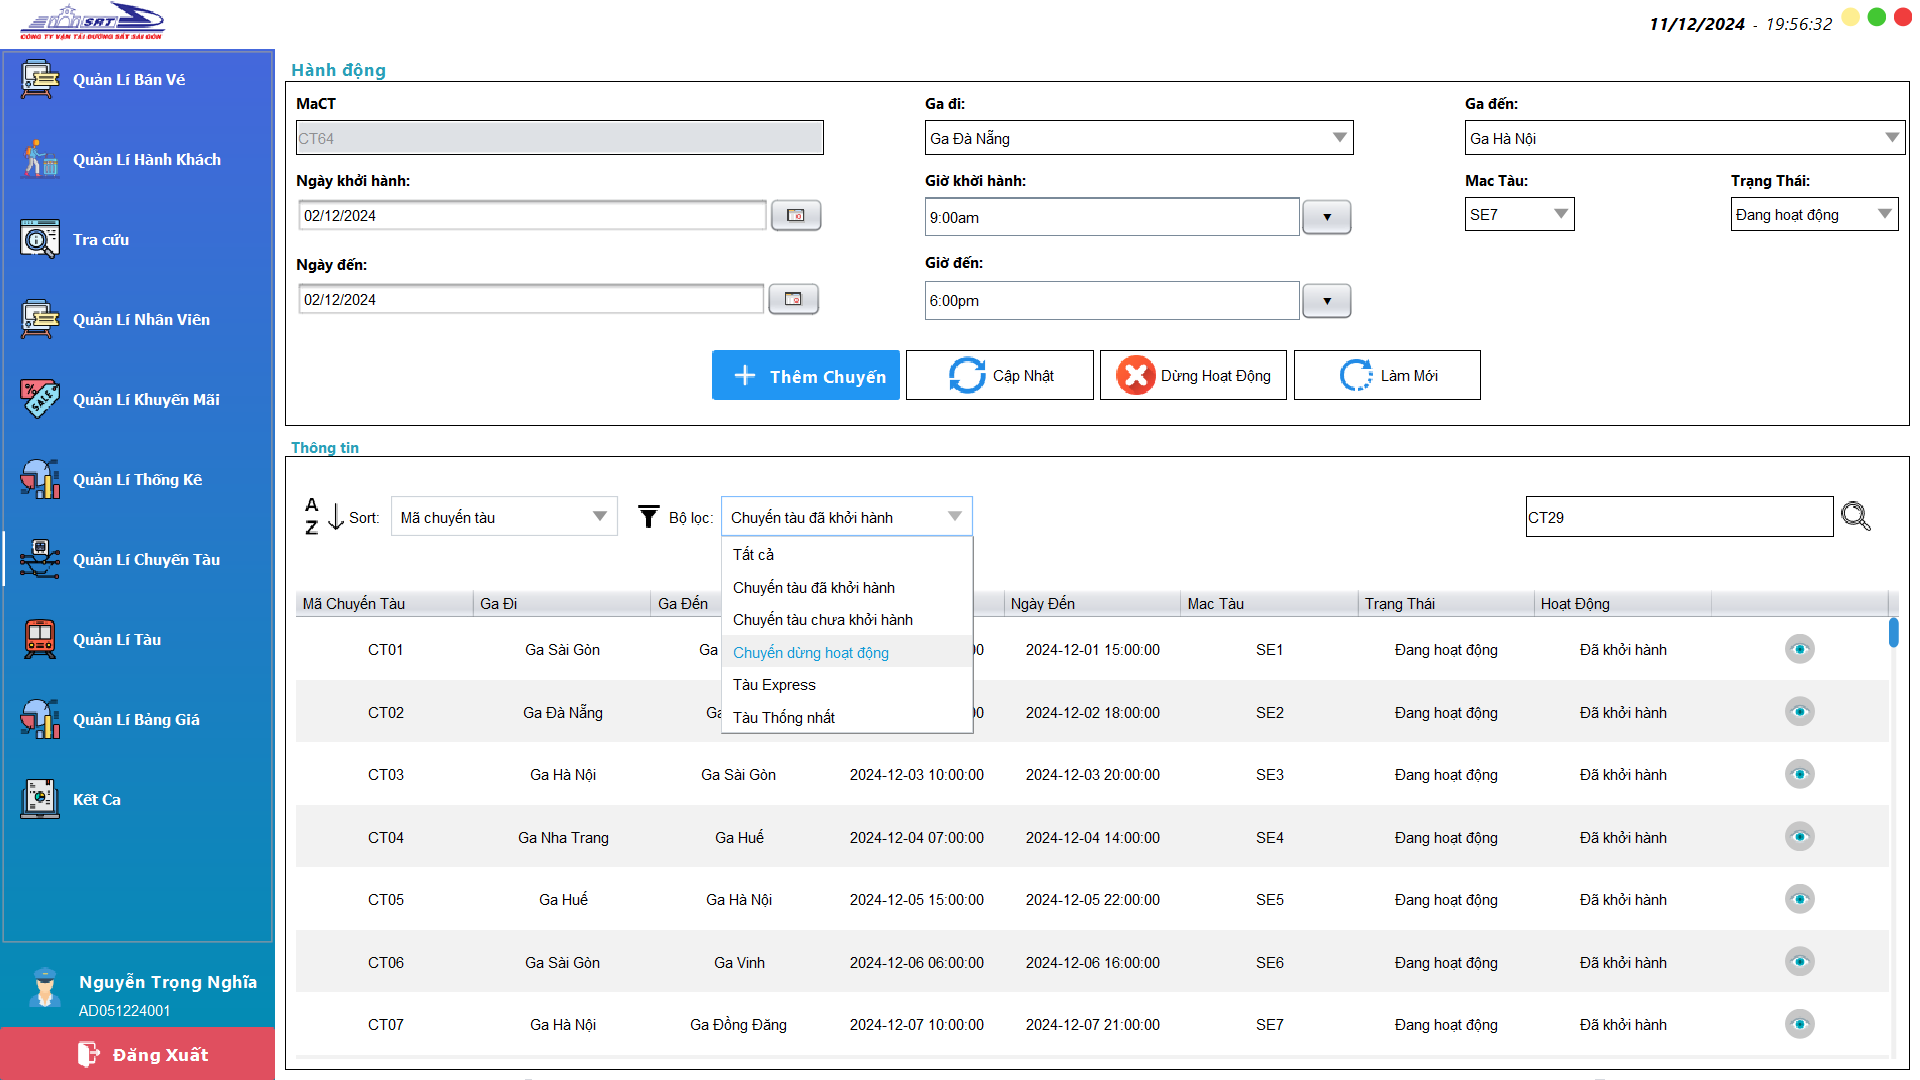 SRT
CÔNG TY VẬN TẢI ĐƯỜNG SẮT SÀI GÒN
11/12/2024 - 19:56:32
Quản Lí Bán Vé
Quản Lí Hành Khách
Tra cứu
Quản Lí Nhân Viên
Quản Lí Khuyến Mãi
Quản Lí Thống Kê
Quản Lí Chuyến Tàu
Quản Lí Tàu
Quản Lí Bảng Giá
Kết Ca
Nguyễn Trọng Nghĩa
AD051224001
Đăng Xuất
Hành động
MaCT
Ga đi:
Ga đến:
CT64
Ga Đà Nẵng
Ga Hà Nội
Ngày khởi hành:
Giờ khởi hành:
Mac Tàu:
Trạng Thái:
02/12/2024
9:00am
SE7
Đang hoạt động
Ngày đến:
Giờ đến:
02/12/2024
6:00pm
Thêm Chuyến
Cập Nhật
Dừng Hoạt Động
Làm Mới
Thông tin
A
Z
Sort:
Mã chuyến tàu
Bộ lọc:
Chuyến tàu đã khởi hành
CT29
Tất cả
Chuyến tàu đã khởi hành
Chuyến tàu chưa khởi hành
Chuyến dừng hoạt động
Tàu Express
Tàu Thống nhất
Mã Chuyến Tàu Ga Đi Ga Đến Ngày Đến Mac Tàu Trạng Thái Hoạt Động
CT01 Ga Sài Gòn Ga 00 2024-12-01 15:00:00 SE1 Đang hoạt động Đã khởi hành
CT02 Ga Đà Nẵng Ga 00 2024-12-02 18:00:00 SE2 Đang hoạt động Đã khởi hành
CT03 Ga Hà Nội Ga Sài Gòn 2024-12-03 10:00:00 2024-12-03 20:00:00 SE3 Đang hoạt động Đã khởi hành
CT04 Ga Nha Trang Ga Huế 2024-12-04 07:00:00 2024-12-04 14:00:00 SE4 Đang hoạt động Đã khởi hành
CT05 Ga Huế Ga Hà Nội 2024-12-05 15:00:00 2024-12-05 22:00:00 SE5 Đang hoạt động Đã khởi hành
CT06 Ga Sài Gòn Ga Vinh 2024-12-06 06:00:00 2024-12-06 16:00:00 SE6 Đang hoạt động Đã khởi hành
CT07 Ga Hà Nội Ga Đồng Đăng 2024-12-07 10:00:00 2024-12-07 21:00:00 SE7 Đang hoạt động Đã khởi hành